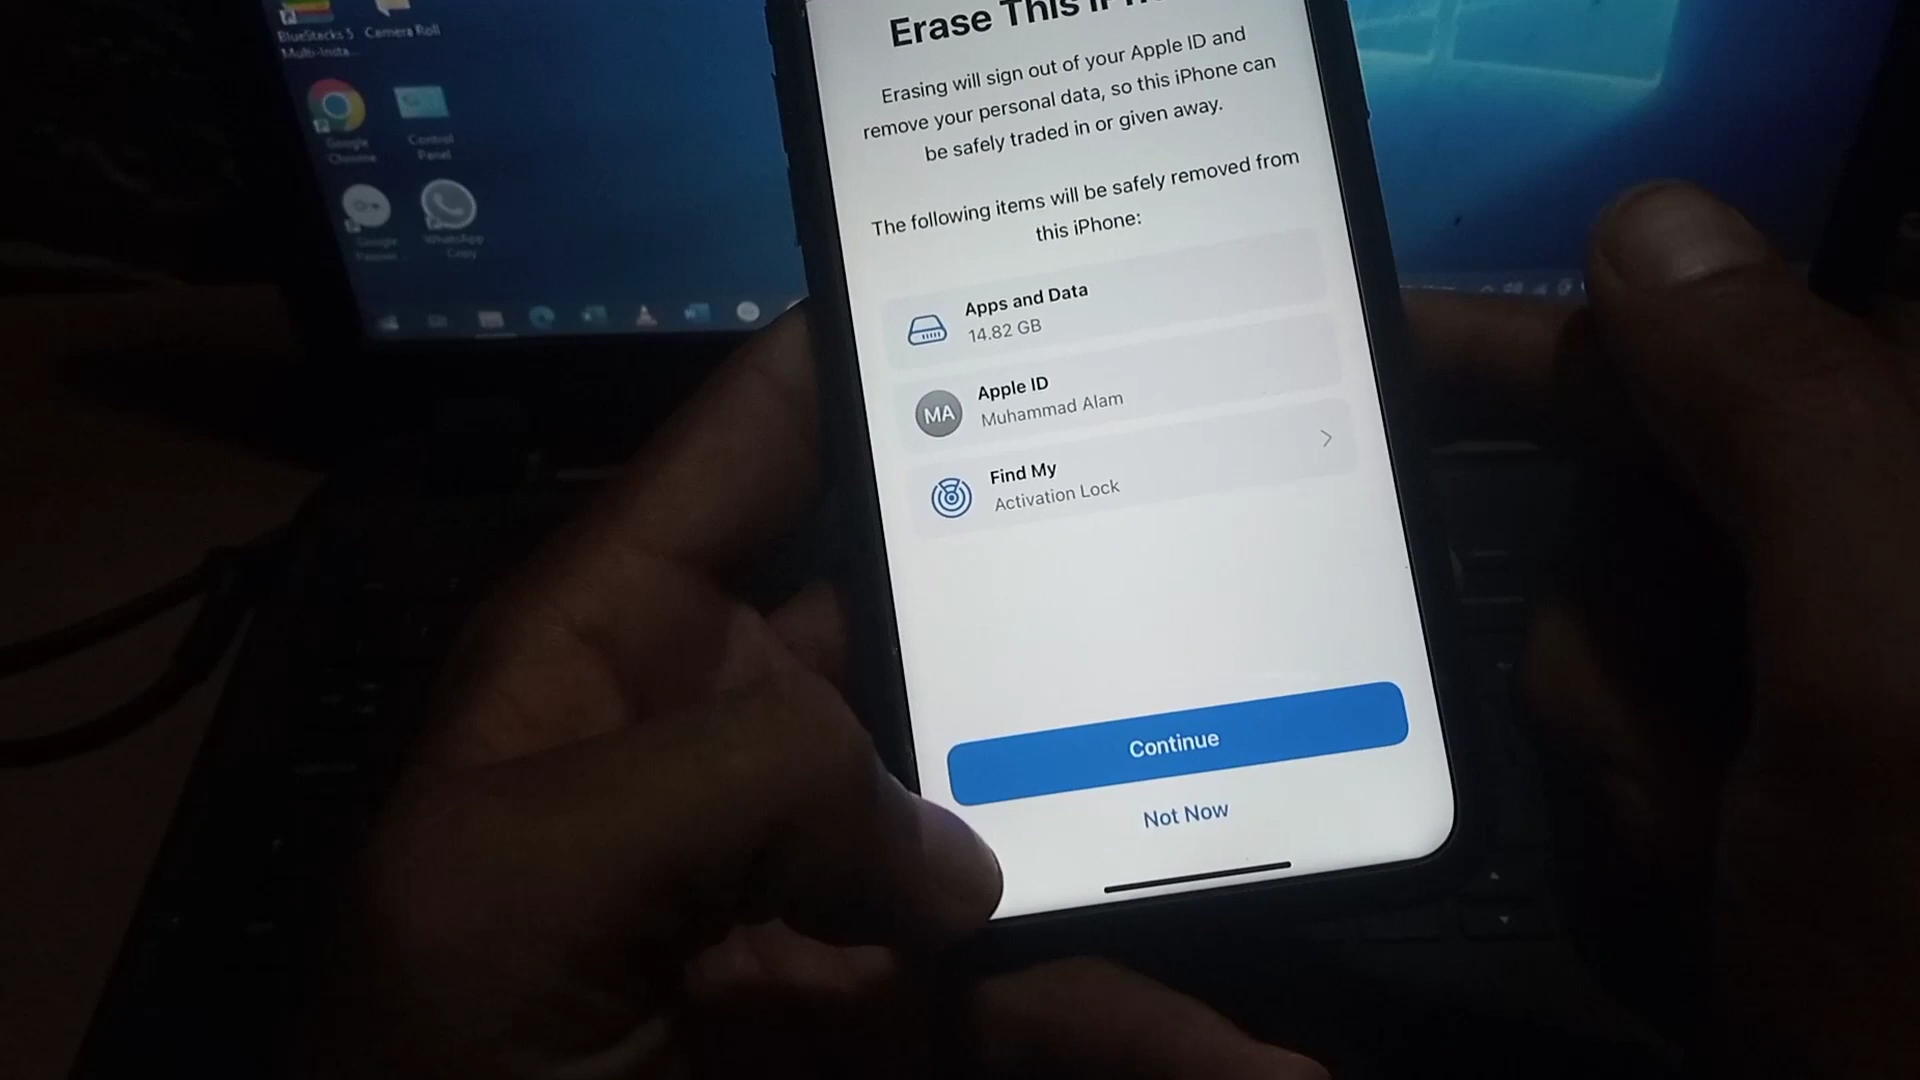 BlueStacks 5
Multi-Insta...
Camera Roll
Google
Chrome
Control
Panel
Google
WhatsApp
Copy
Erase This
Erasing will sign out of your Apple ID and
remove your personal data, so this iPhone can
be safely traded in or given away.
The following items will be safely removed from
this iPhone:
Apps and Data
14.82 GB
MA
Apple ID
Muhammad Alam
Find My
Activation Lock
Continue
Not Now